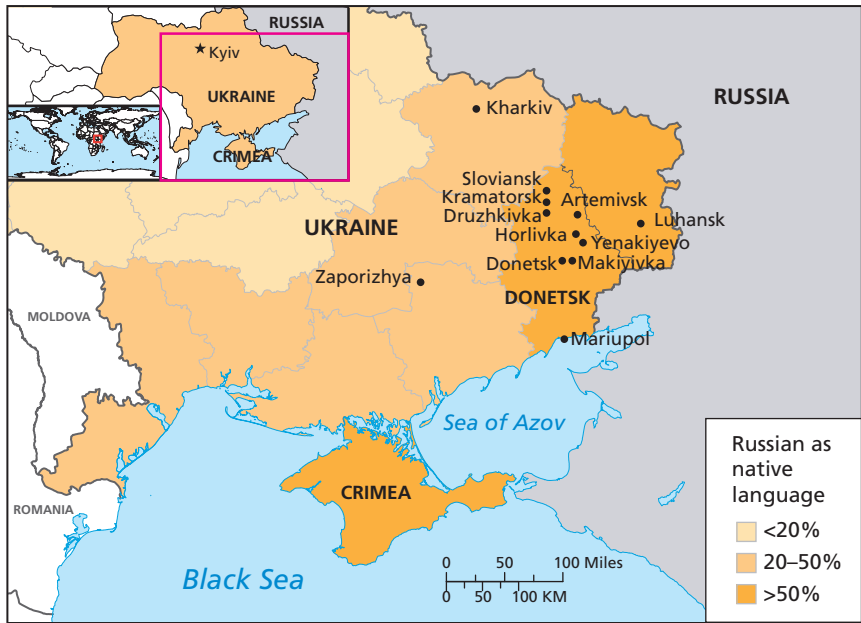 RUSSIA
Kyiv
UKRAINE
CRIMEA
RUSSIA
Kharkiv
Sloviansk
Kramatorsk
Artemivsk
Druzhkivka
Luhansk
UKRAINE
Horlivka
Yenakiyevo
Donetsk
Makiyivka
Zaporizhya
DONETSK
MOLDOVA
Mariupol
Sea of Azov
CRIMEA
ROMANIA
Black Sea
0 50 100 Miles
0 50 100 KM
Russian as
native
language
<20%
20–50%
>50%